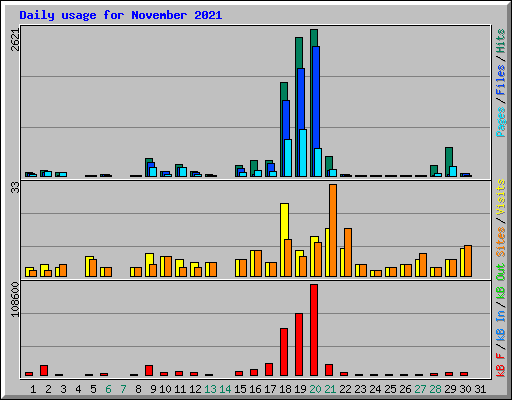 Daily usage for November 2021
2621
Pages / Files / Hits
33
Sites / Visits
108600
kB F / kB In / kB Out
1 2 3 4 5 6 7 8 9 10 11 12 13 14 15 16 17 18 19 20 21 22 23 24 25 26 27 28 29 30 31